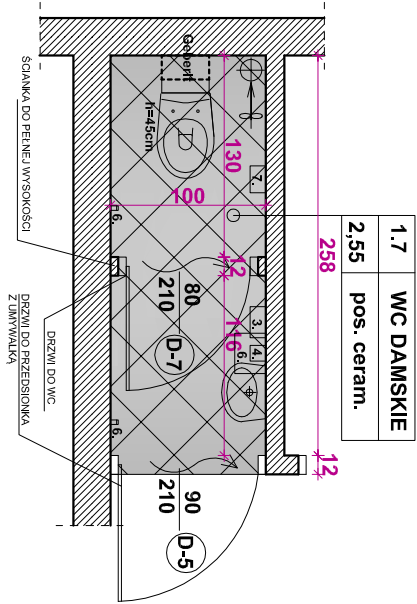 1.7 WC DAMSKIE
2,55 pos. ceram.
258
12
Geberit
h=45cm
130
7.
100
6.
12
80
210
D-7
3.
4.
6.
116
6.
90
210
D-5
ŚCIANKA DO PEŁNEJ WYSOKOŚCI
DRZWI DO WC
DRZWI DO PRZEDSIONKA
Z UMYWALKĄ